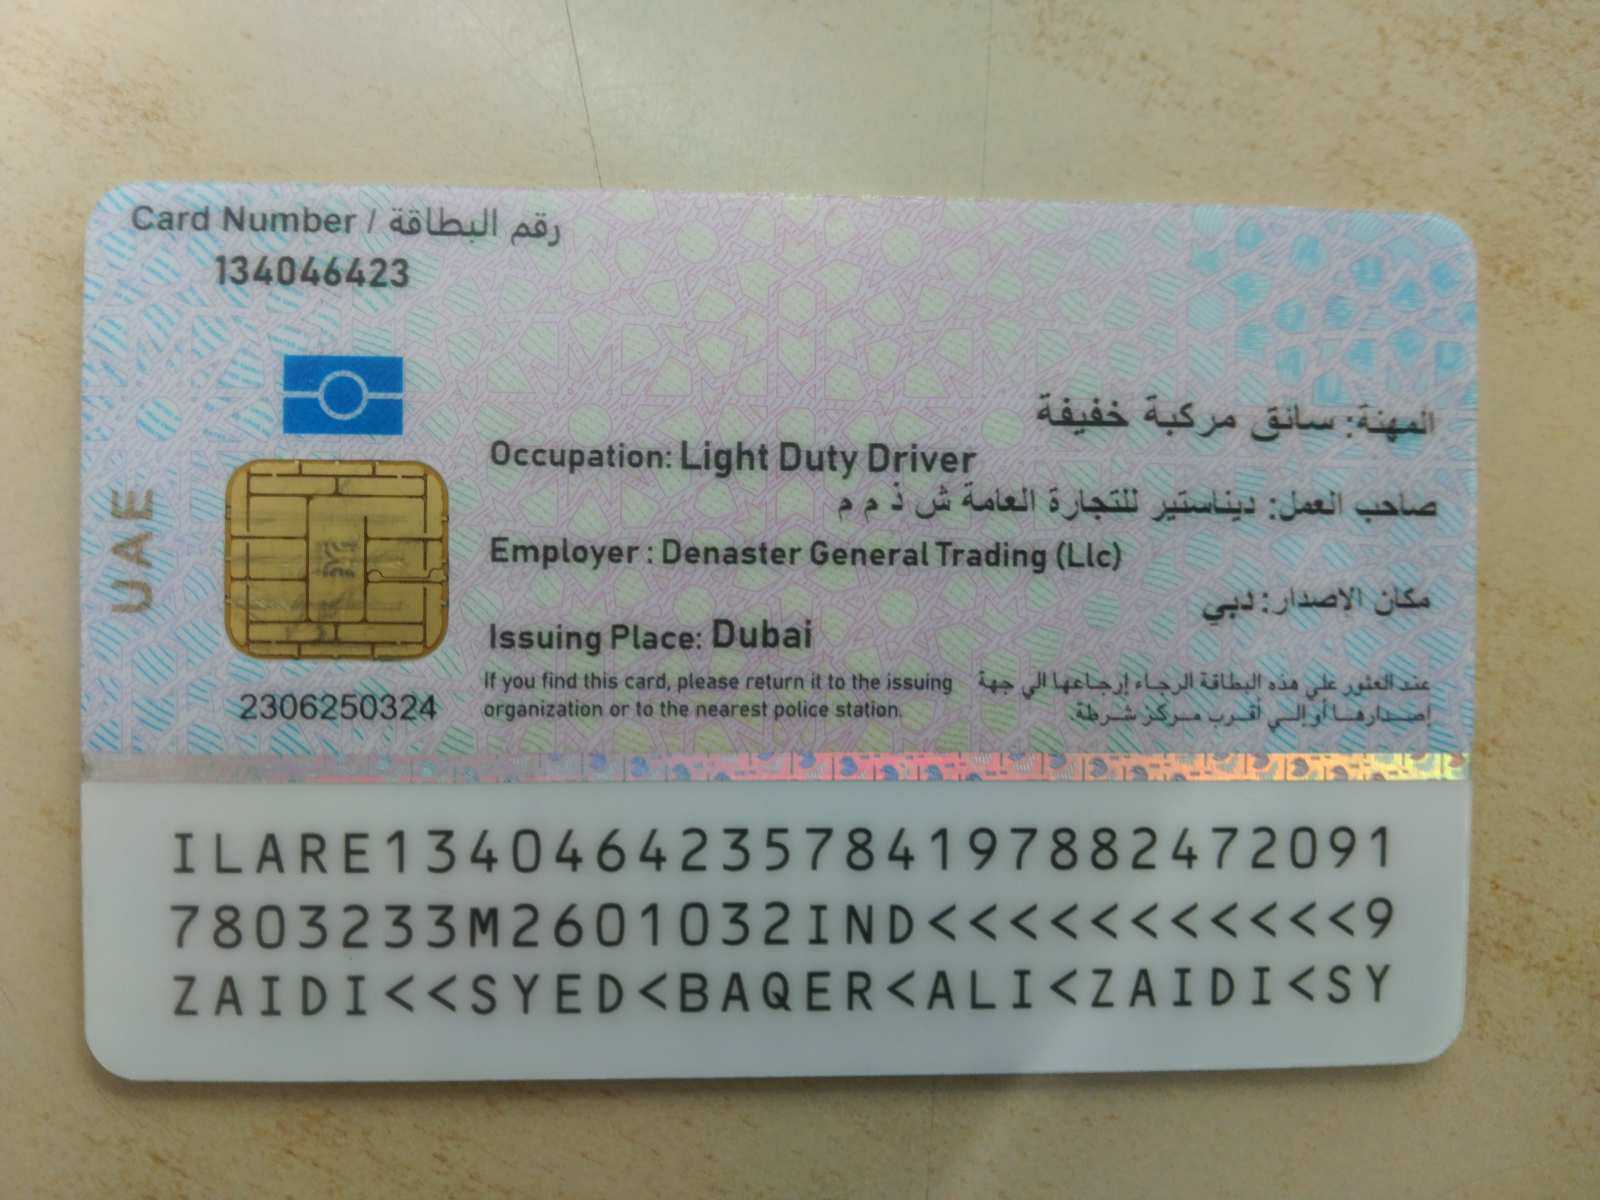 Card Number / رقم البطاقة
134046423
المهنة: سائق مركبة خفيفة
Occupation: Light Duty Driver
صاحب العمل: ديناستير للتجارة العامة ش ذ م م
Employer : Denaster General Trading (Llc)
مكان الاصدار: دبي
Issuing Place: Dubai
UAE
If you find this card, please return it to the issuing
organization or to the nearest police station.
عند العثور علي هذه البطاقة الرجاء إرجاعها الي جهة
إصدارها أو إلي أقرب مركز شرطة.
2306250324
ILARE1340464235784197882472091
7803233M2601032IND<<<<<<<<<<<9
ZAIDI<<SYED<BAQER<ALI<ZAIDI<SY